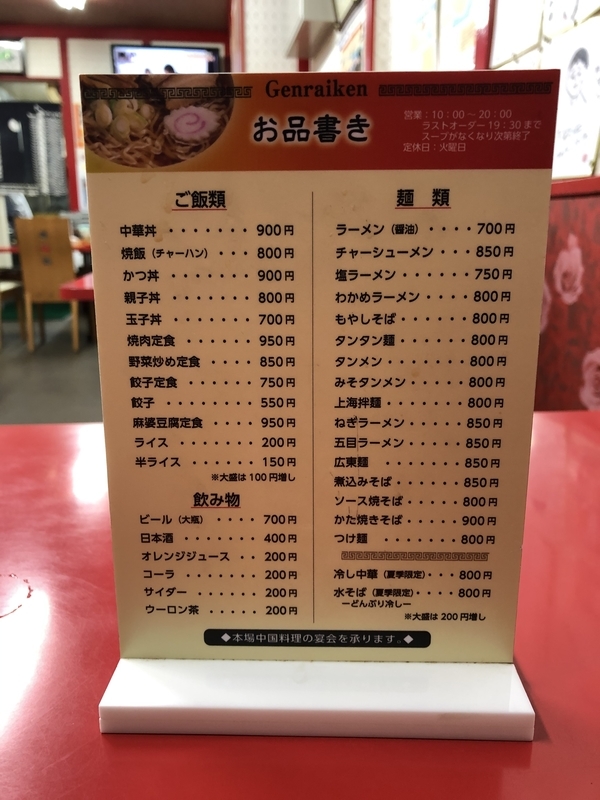 Genraiken
お品書き
営業：10：00～20：00
ラストオーダー19：30まで
スープがなくなり次第終了
定休日：火曜日
ご飯類
中華丼 ・・・・・・・ 900円
焼飯（チャーハン） ・・・ 800円
かつ丼 ・・・・・・・ 900円
親子丼 ・・・・・・・ 800円
玉子丼 ・・・・・・・ 700円
焼肉定食 ・・・・・・ 950円
野菜炒め定食 ・・・・・ 850円
餃子定食 ・・・・・・ 750円
餃子 ・・・・・・・・ 550円
麻婆豆腐定食 ・・・・・ 950円
ライス ・・・・・・・ 200円
半ライス ・・・・・・ 150円
※大盛は100円増し
飲み物
ビール（大瓶） ・・・・ 700円
日本酒 ・・・・・・・ 400円
オレンジジュース ・・ 200円
コーラ ・・・・・・・ 200円
サイダー ・・・・・・ 200円
ウーロン茶 ・・・・・ 200円
麺　類
ラーメン（醤油）・・・・700円
チャーシューメン・・・・850円
塩ラーメン・・・・・・750円
わかめラーメン・・・・800円
もやしそば・・・・・・800円
タンタン麺・・・・・・800円
タンメン・・・・・・・800円
みそタンメン・・・・・800円
上海拌麺・・・・・・・800円
ねぎラーメン・・・・・850円
五目ラーメン・・・・・850円
広東麺 ・・・・・・・850円
煮込みそば・・・・・・850円
ソース焼そば・・・・・800円
かた焼きそば・・・・・900円
つけ麺 ・・・・・・・800円
冷し中華（夏季限定）・・・800円
水そば（夏季限定）・・・・800円
ーどんぶり冷しー
※大盛は200円増し
◆本場中国料理の宴会を承ります。◆